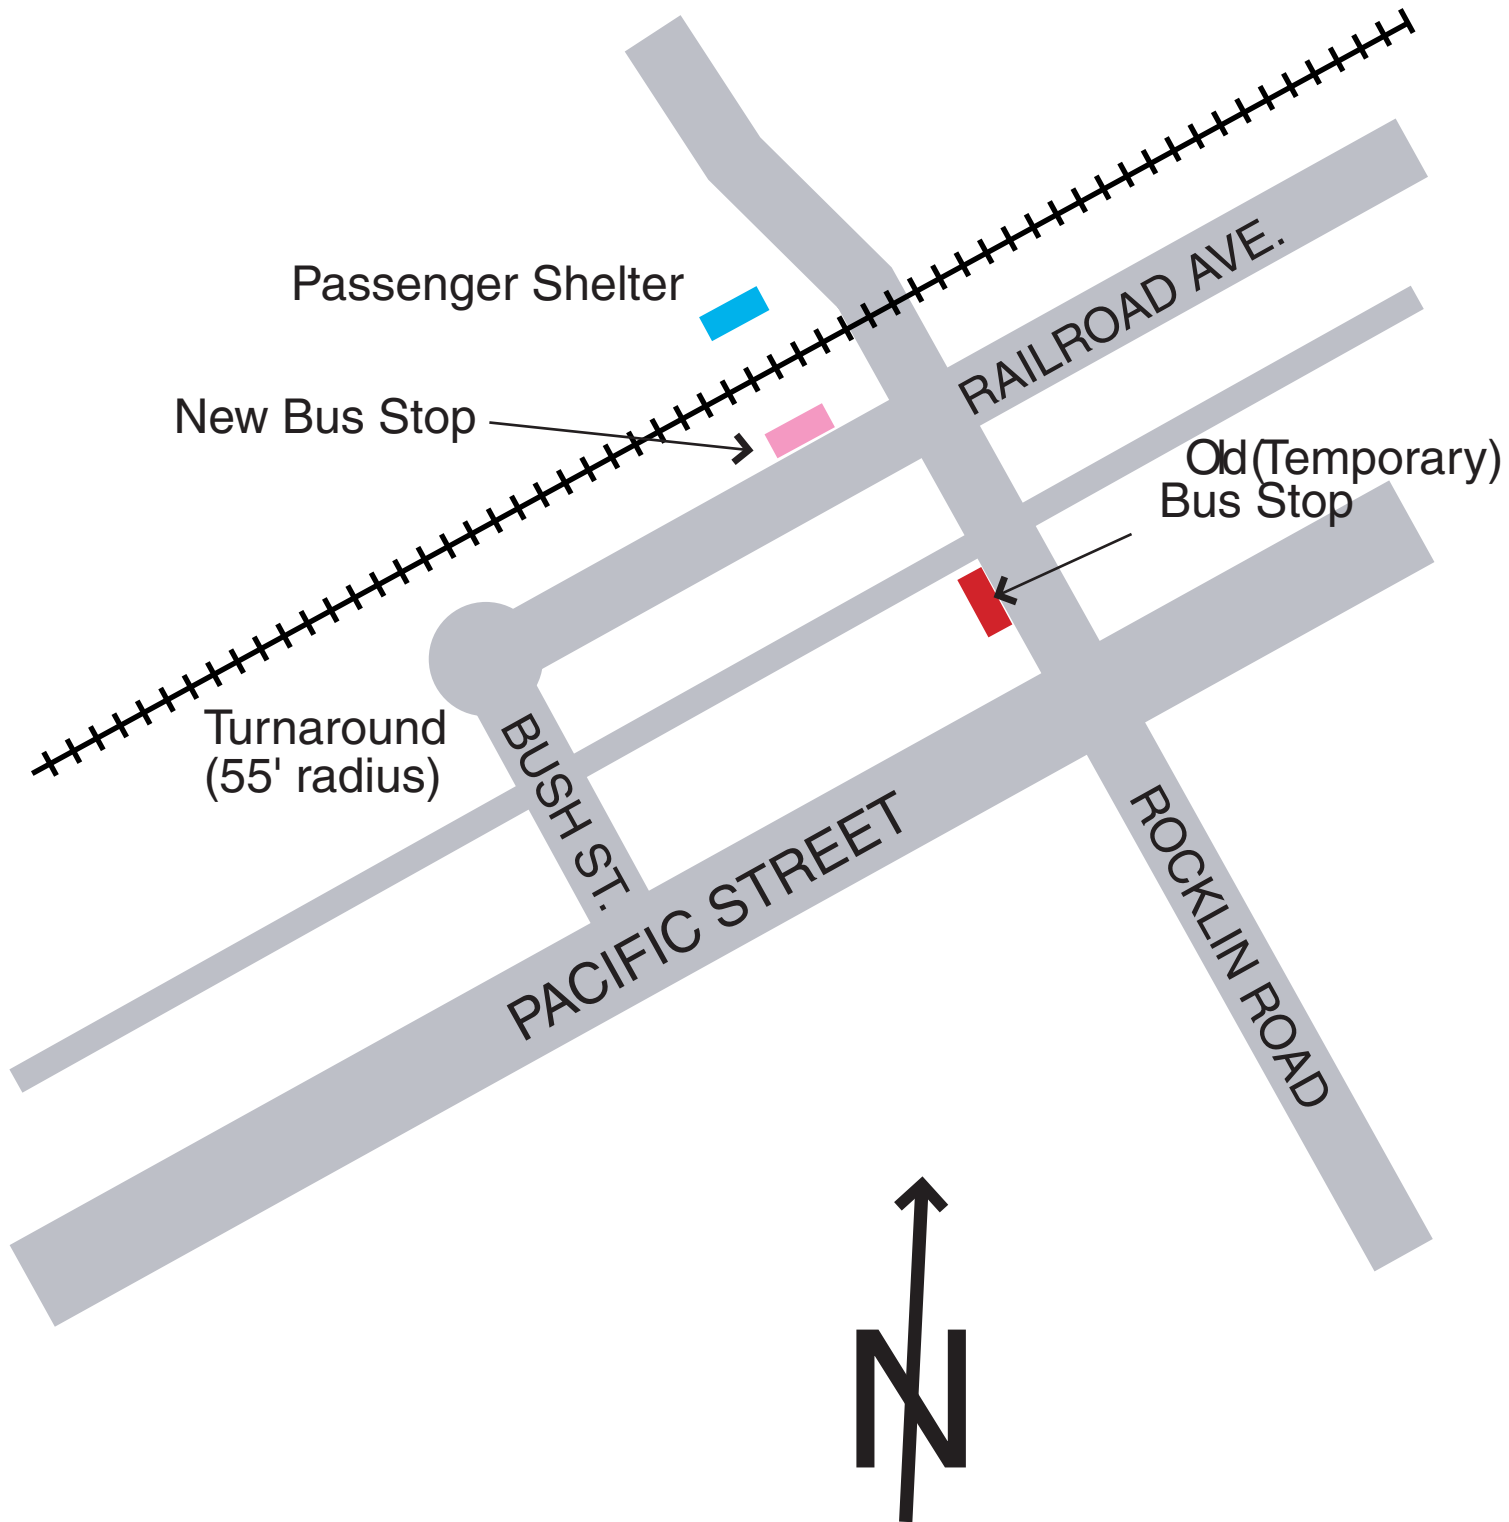 Passenger Shelter
RAILROAD AVE.
New Bus Stop
Old (Temporary)
Bus Stop
Turnaround
(55' radius)
BUSH ST.
PACIFIC STREET
ROCKLIN ROAD
N